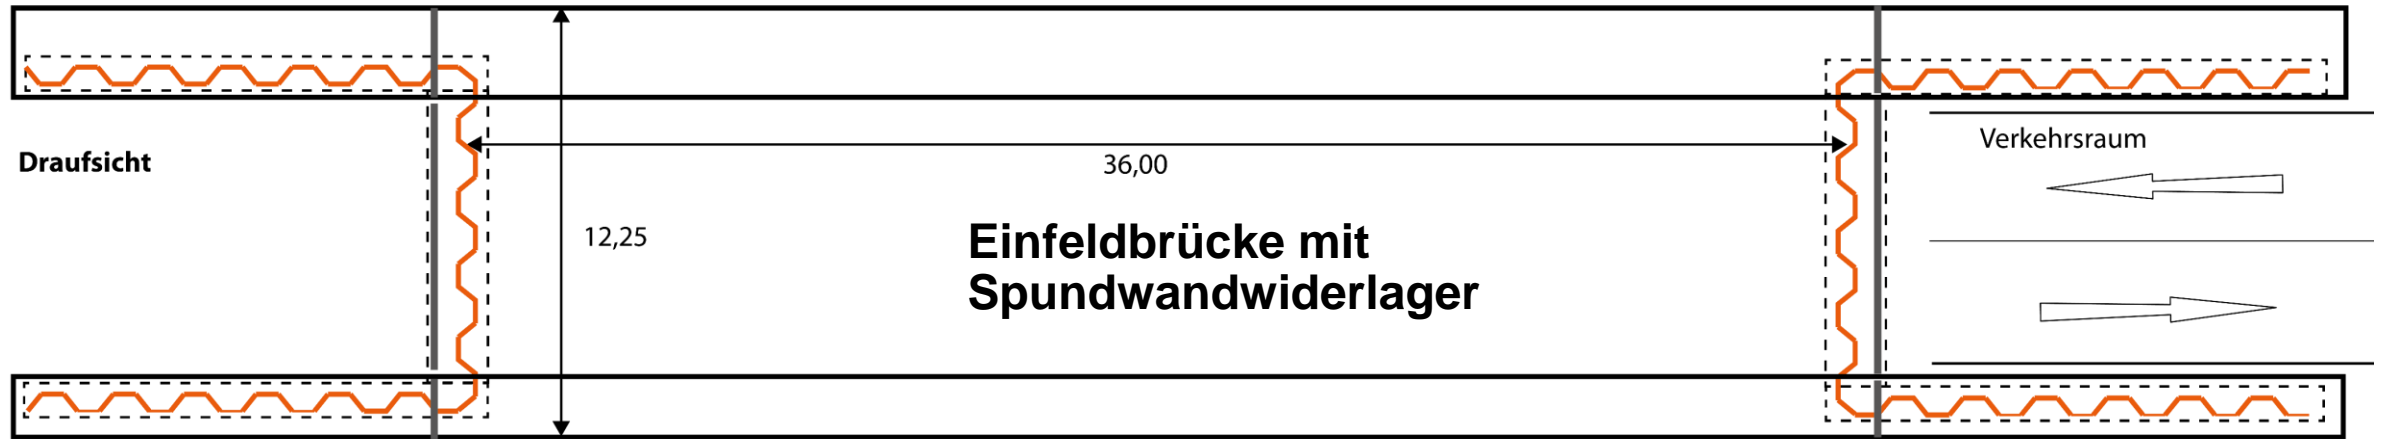 Verkehrsraum
Draufsicht
36,00
12,25
Einfeldbrücke mit
Spundwandwiderlager